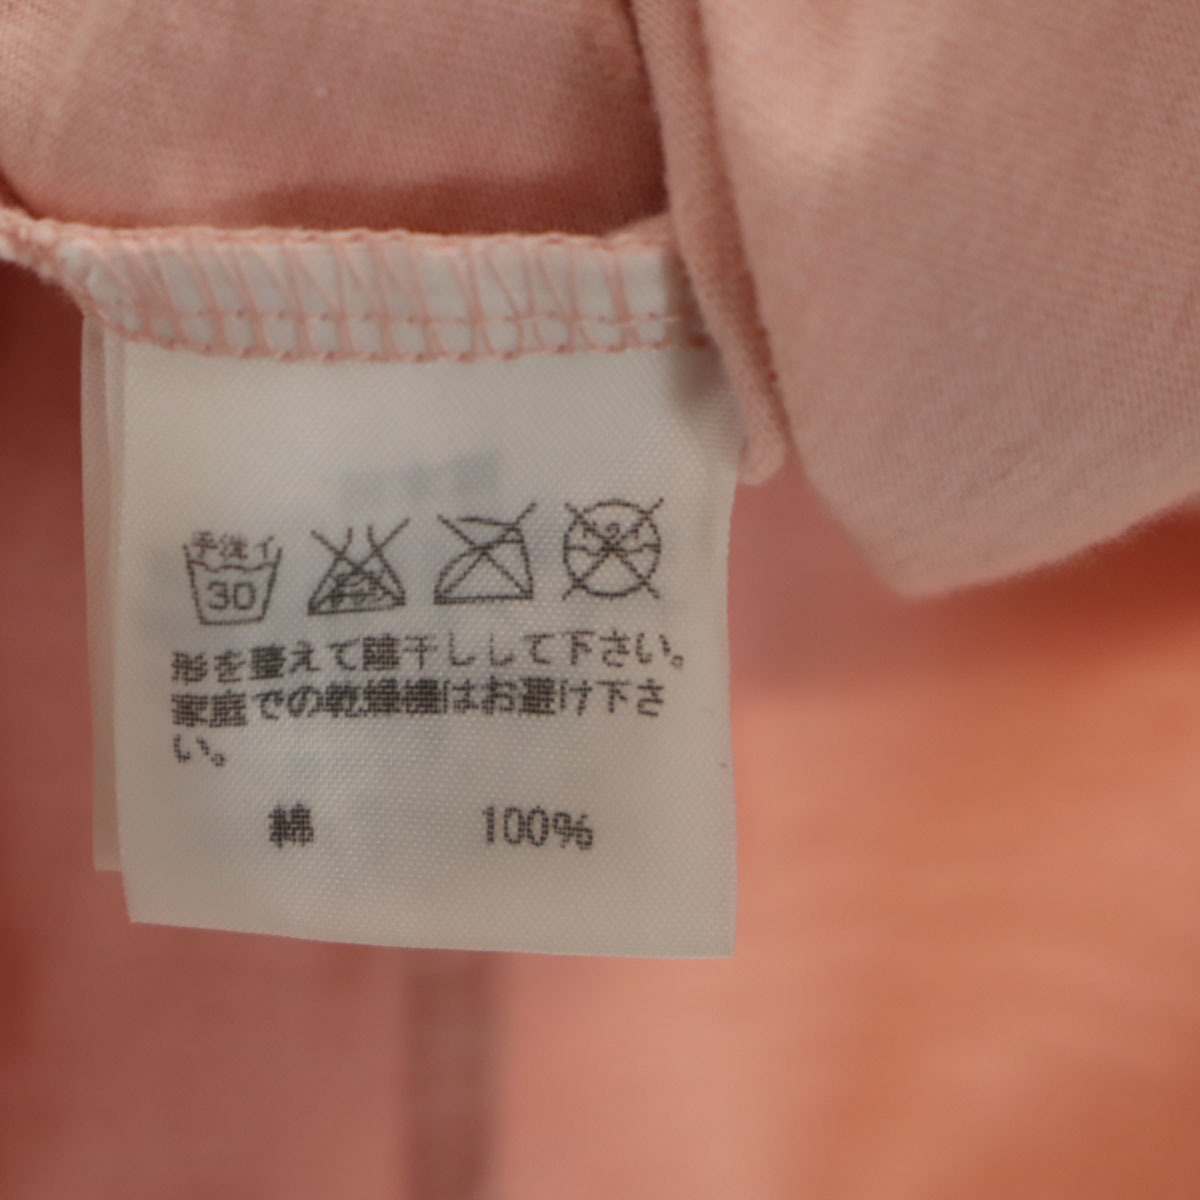 手洗イ
30
形を整えて陰干しして下さい。
家庭での乾燥機はお避け下さ
い。
綿 100%